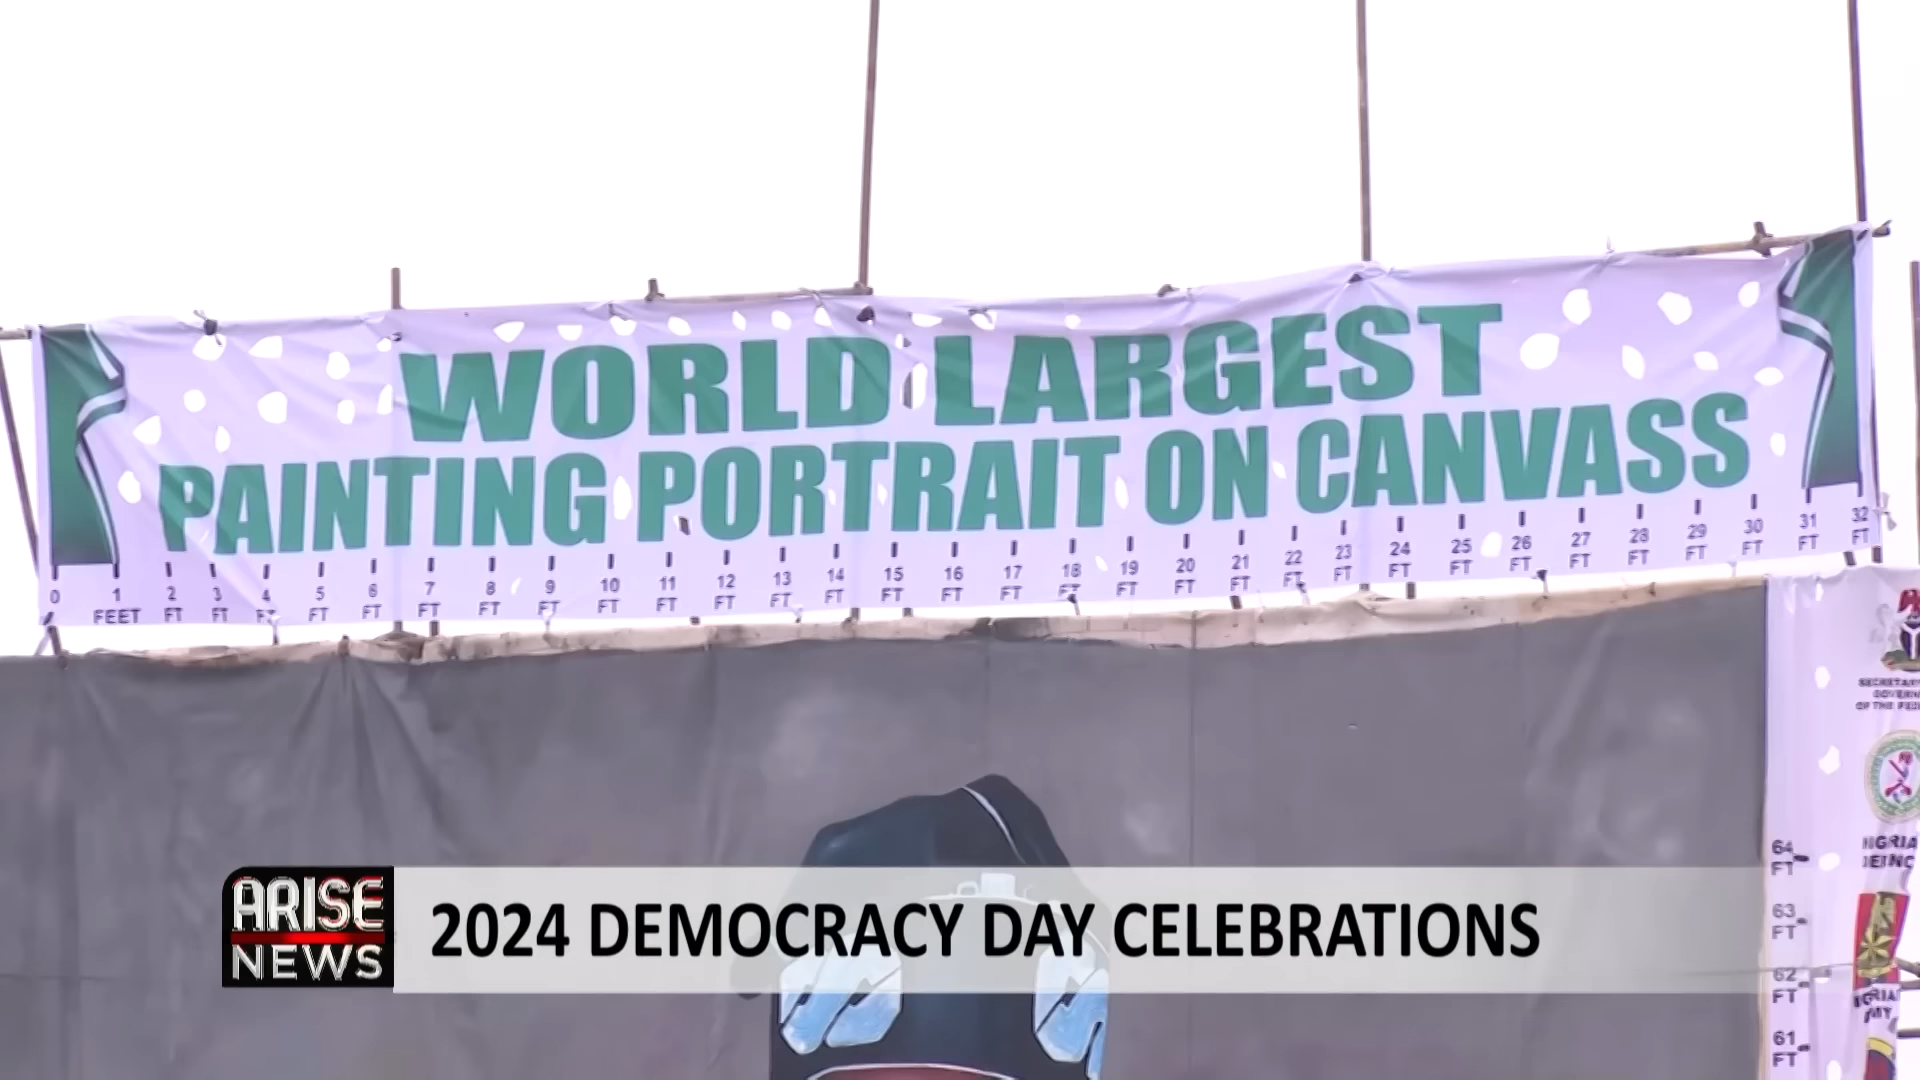 WORLD LARGEST
PAINTING PORTRAIT ON CANVASS
0 1 2 3 4 5 6 7 8 9 10 11 12 13 14 15 16 17 18 19 20 21 22 23 24 25 26 27 28 29 30 31 32
FEET FT FT FT FT FT FT FT FT FT FT FT FT FT FT FT FT FT FT FT FT FT FT FT FT FT FT FT FT FT FT FT
OF THE
64
FT
63
FT
62
FT
61
FT
ARISE
NEWS
2024 DEMOCRACY DAY CELEBRATIONS